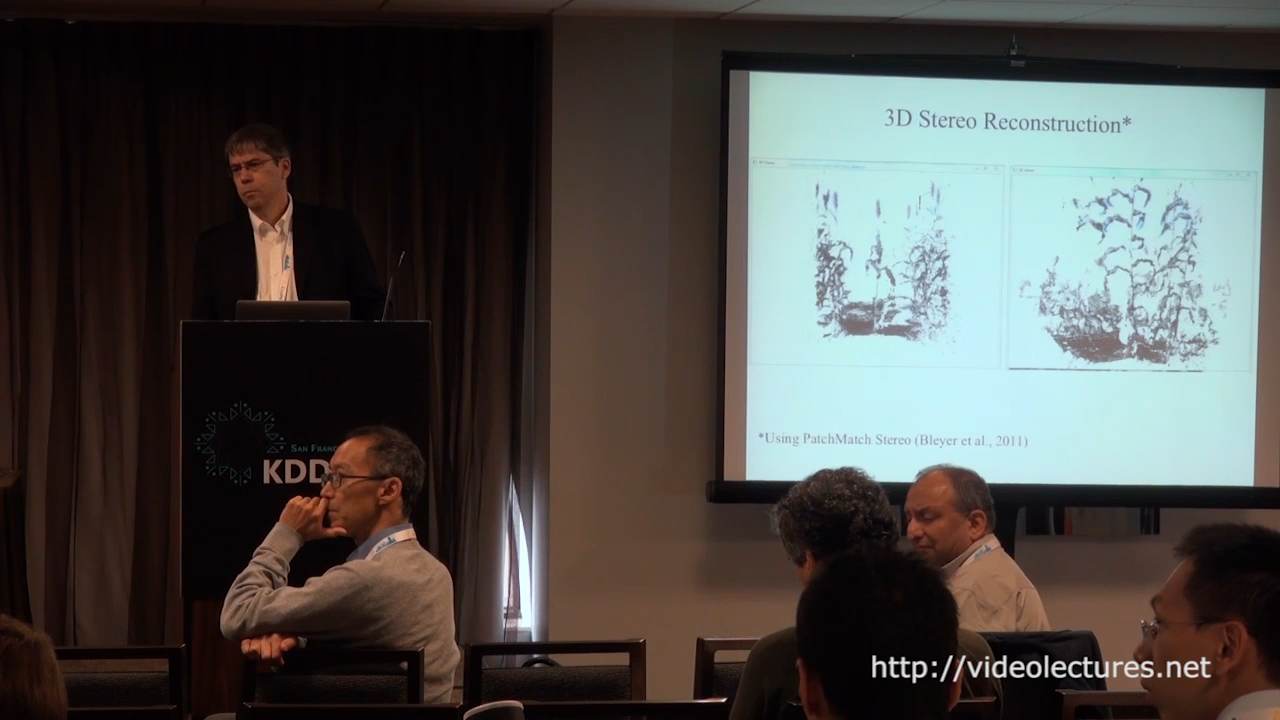 3D Stereo Reconstruction*
*Using PatchMatch Stereo (Bleyer et al., 2011)
SAN FRANC
KDD
http://videolectures.net